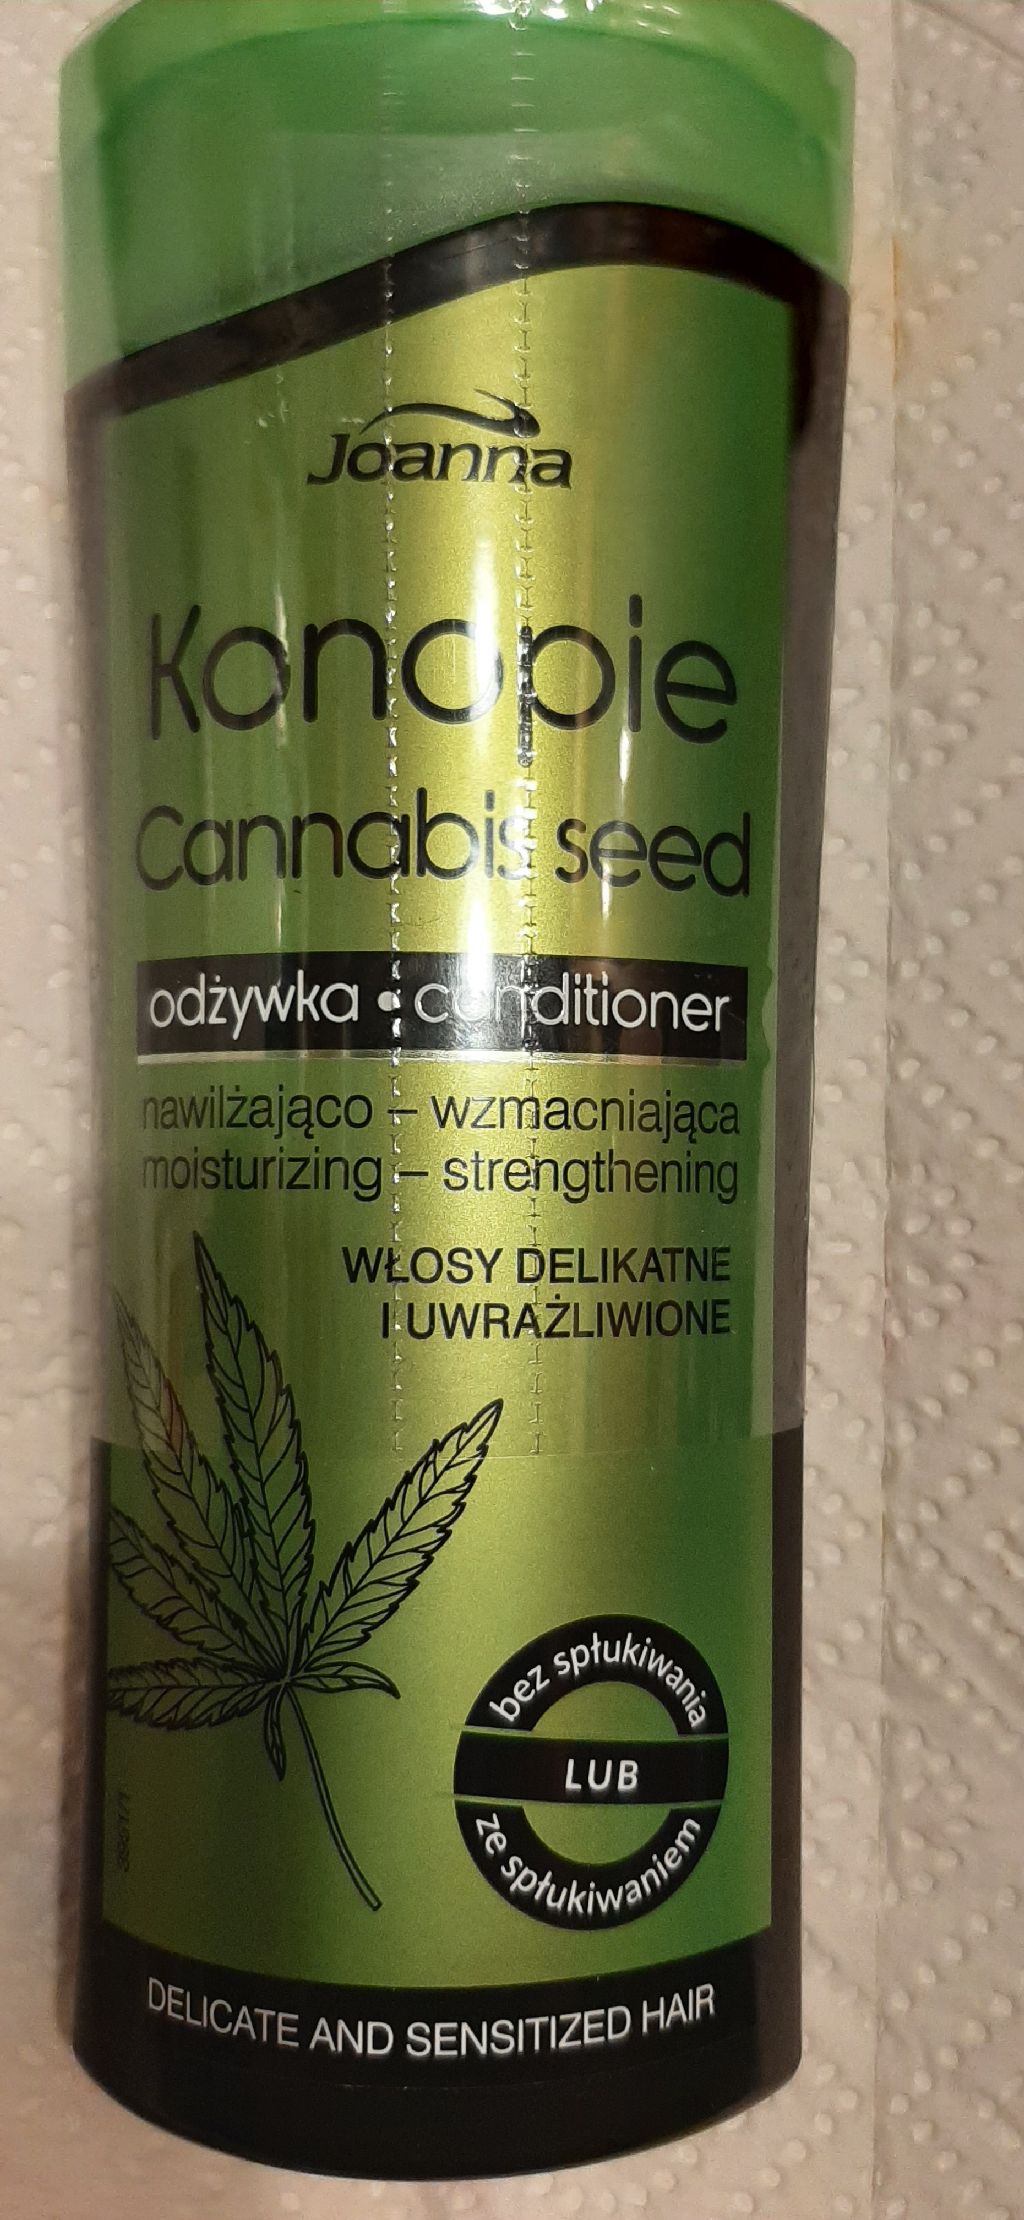 Joanna
Konopie
Cannabis seed
odżywka • conditioner
nawilżająco – wzmacniająca
moisturizing – strengthening
WŁOSY DELIKATNE
I UWRAŻLIWIONE
bez spłukiwania
LUB
ze spłukiwaniem
DELICATE AND SENSITIZED HAIR